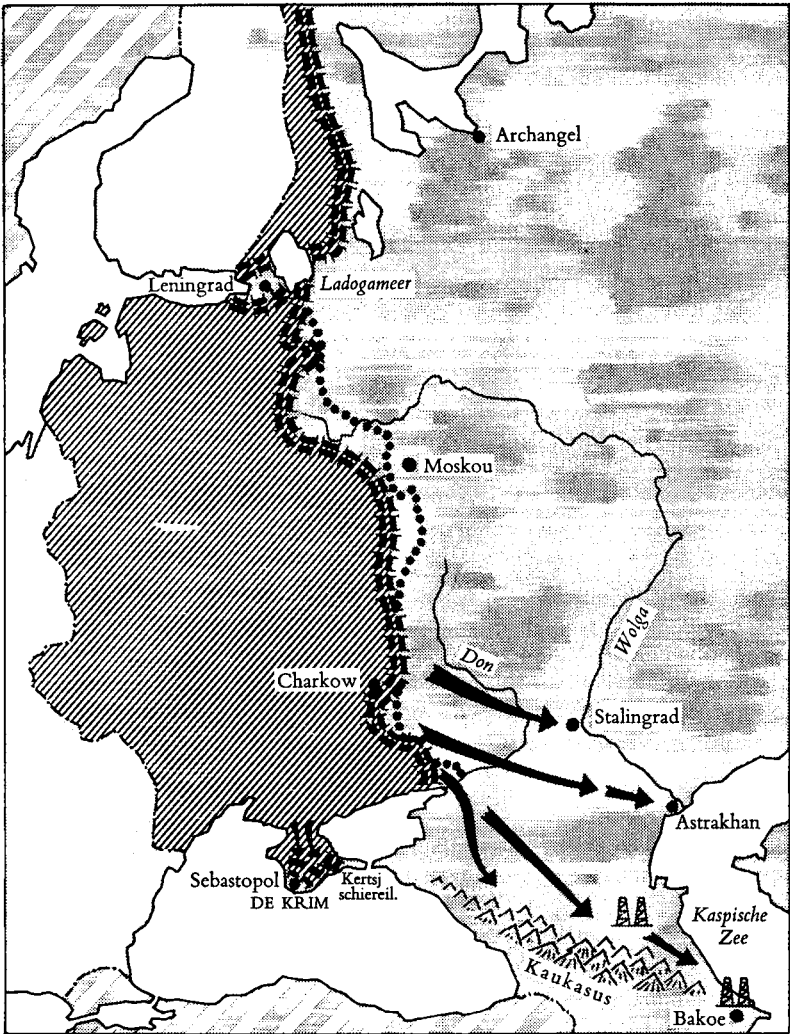 Archangel
Leningrad
Ladogameer
Moskou
Wolga
Don
Charkow
Stalingrad
Astrakhan
Sebastopol
Kertsj
schiereil.
DE KRIM
Kaspische
Zee
Kaukasus
Bakoe